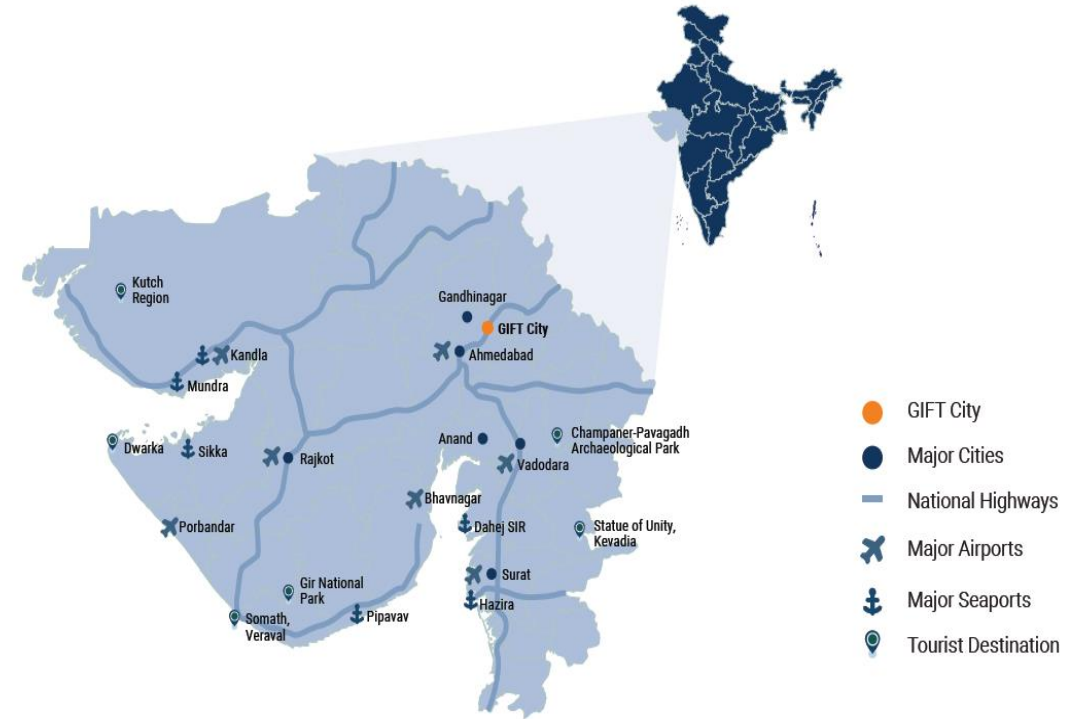 Kutch
Region
Gandhinagar
GIFT City
Ahmedabad
Kandla
Mundra
Dwarka
Sikka
Rajkot
Anand
Vadodara
Champaner-Pavagadh
Archaeological Park
Porbandar
Bhavnagar
Dahej SIR
Statue of Unity,
Kevadia
Surat
Hazira
Gir National
Park
Somath,
Veraval
Pipavav
GIFT City
Major Cities
National Highways
Major Airports
Major Seaports
Tourist Destination